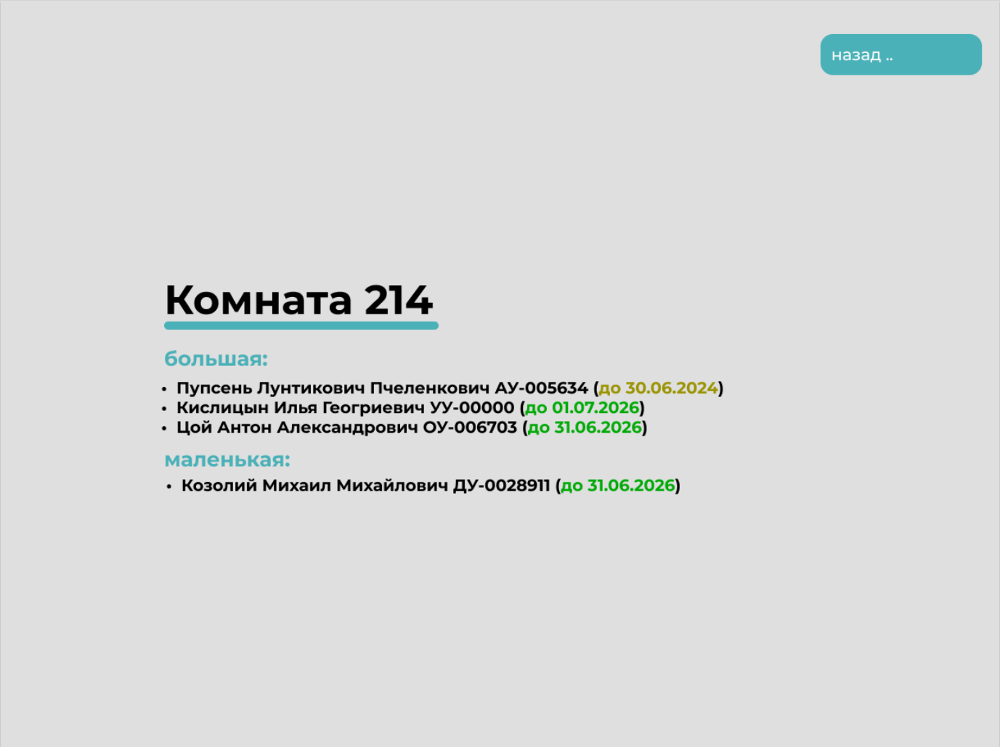 назад ..
Комната 214
большая:
• Пупсень Лунтикович Пчеленкович АУ-005634 (до 30.06.2024)
• Кислицын Илья Геогриевич УУ-00000 (до 01.07.2026)
• Цой Антон Александрович ОУ-006703 (до 31.06.2026)
маленькая:
• Козолий Михаил Михайлович ДУ-0028911 (до 31.06.2026)